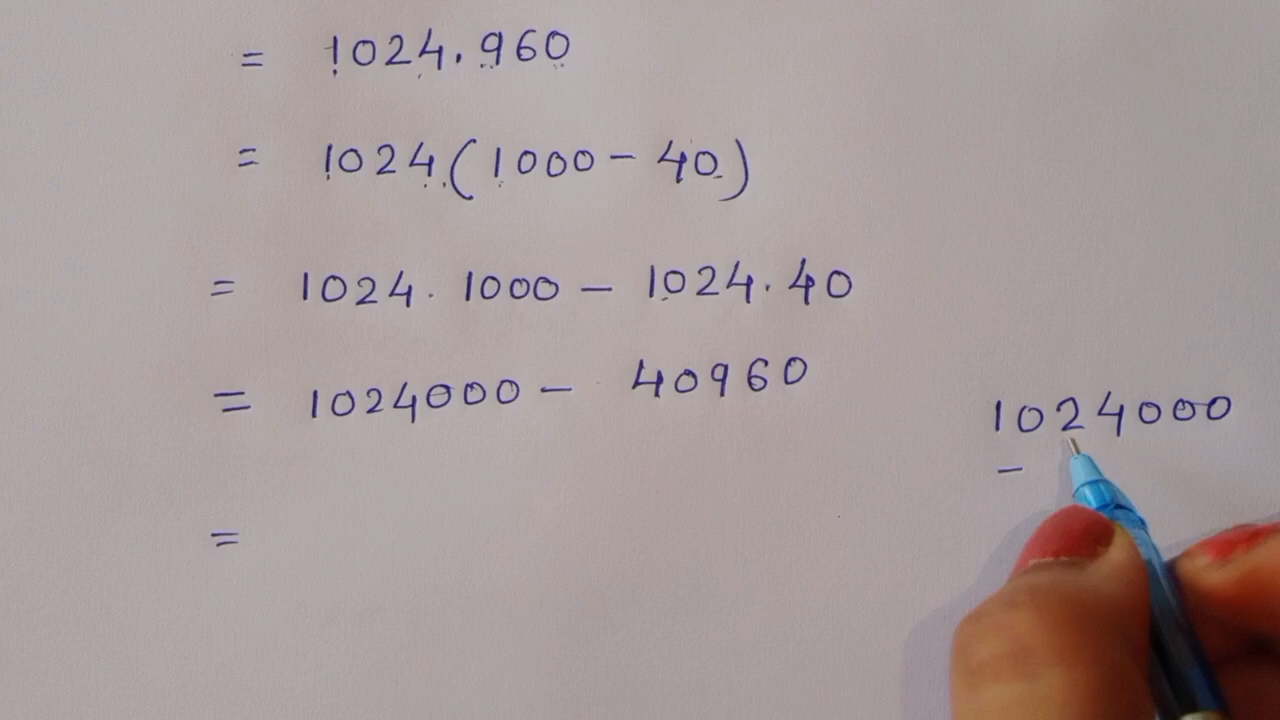 = 1024.960
= 1024(1000-40)
= 1024.1000 - 1024.40
= 1024000 - 40960
1024000
-
=